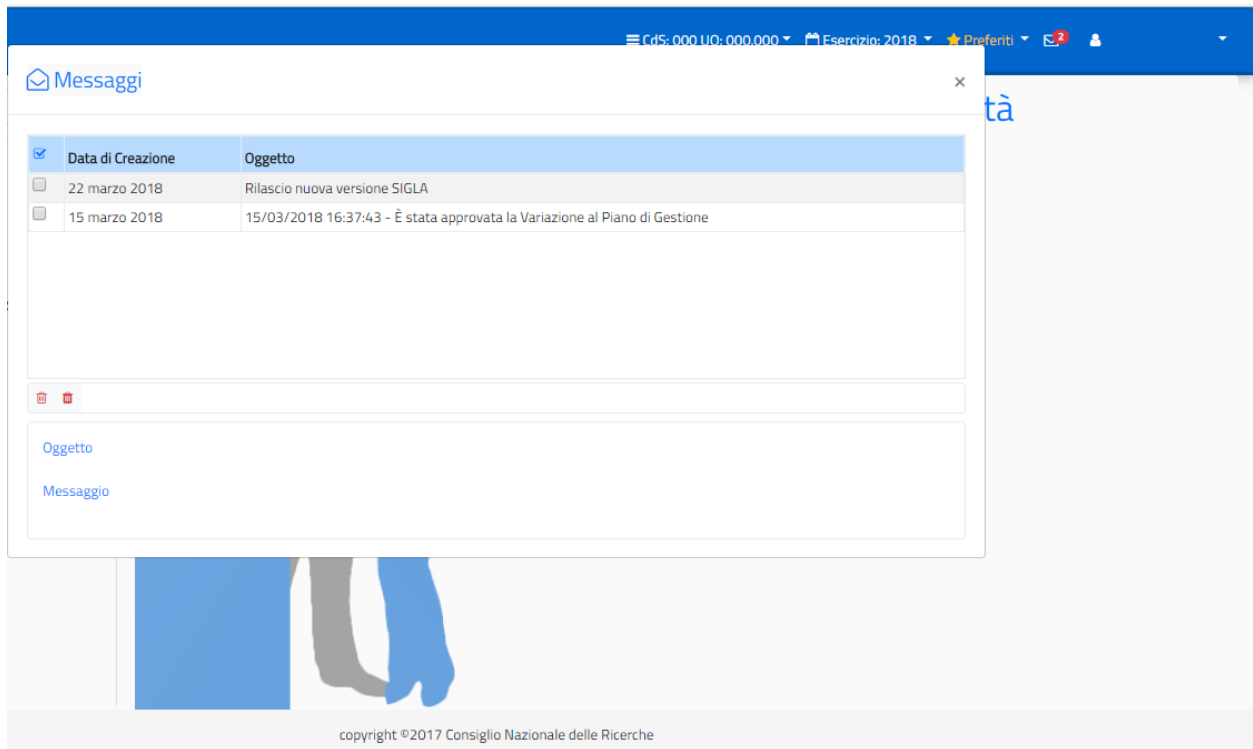 CdS: 000 UO: 000.000 Esercizio: 2018 Preferiti 2
Messaggi ×
tà
Data di Creazione Oggetto
22 marzo 2018 Rilascio nuova versione SIGLA
15 marzo 2018 15/03/2018 16:37:43 - È stata approvata la Variazione al Piano di Gestione
Oggetto
Messaggio
copyright ©2017 Consiglio Nazionale delle Ricerche